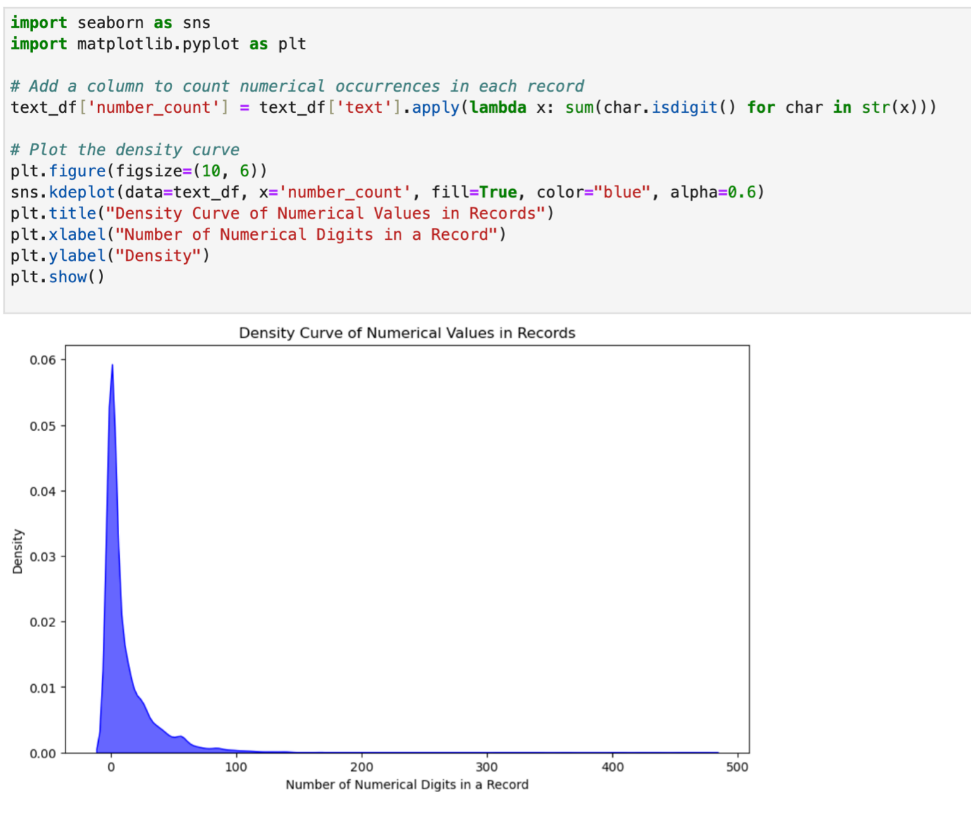 import seaborn as sns
import matplotlib.pyplot as plt
# Add a column to count numerical occurrences in each record
text_df['number_count'] = text_df['text'].apply(lambda x: sum(char.isdigit() for char in str(x)))
# Plot the density curve
plt.figure(figsize=(10, 6))
sns.kdeplot(data=text_df, x='number_count', fill=True, color="blue", alpha=0.6)
plt.title("Density Curve of Numerical Values in Records")
plt.xlabel("Number of Numerical Digits in a Record")
plt.ylabel("Density")
plt.show()
Density Curve of Numerical Values in Records
0.06
0.05
0.04
0.03
0.02
0.01
0.00
Density
0 100 200 300 400 500
Number of Numerical Digits in a Record